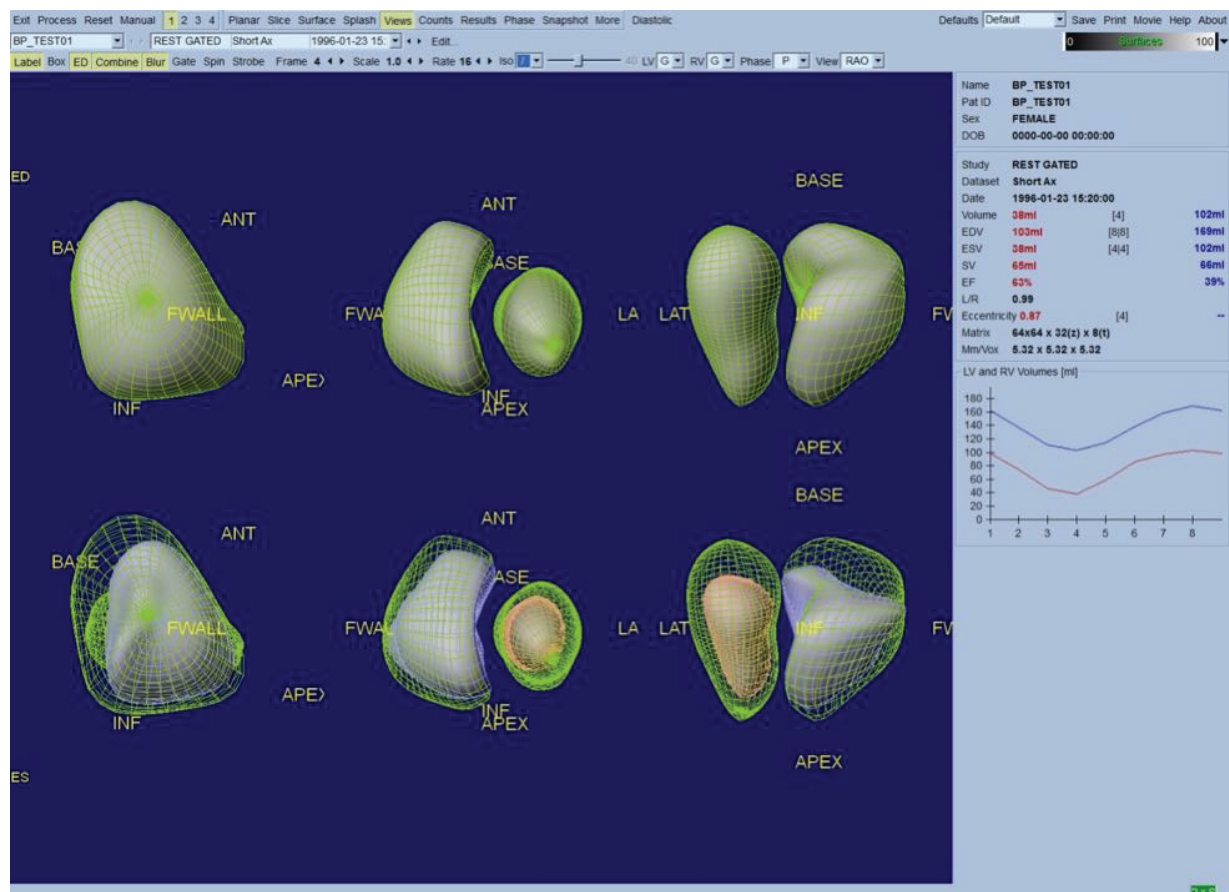 Exit Process Reset Manual 1 2 3 4 Planar Slice Surface Splash Views Counts Results Phase Snapshot More Diastolic Defaults Default Save Print Movie Help About
BP_TEST01 REST GATED Short Ax 1996-01-23 15: Edit... 0 Surfaces 100
Label Box ED Combine Blur Gate Spin Strobe Frame 4 Scale 1.0 Rate 16 Iso 40 LV G RV G Phase P View RAO
Name BP_TEST01
Pat ID BP_TEST01
Sex FEMALE
DOB 0000-00-00 00:00:00
Study REST GATED
Dataset Short Ax
Date 1996-01-23 15:20:00
Volume 38ml [4] 102ml
EDV 103ml [8|8] 169ml
ESV 38ml [4|4] 102ml
SV 65ml 66ml
EF 63% 39%
L/R 0.99
Eccentricity 0.87 [4] --
Matrix 64x64 x 32(z) x 8(t)
Mm/Vox 5.32 x 5.32 x 5.32
LV and RV Volumes [ml]
180
160
140
120
100
80
60
40
20
0
1 2 3 4 5 6 7 8
ED
BASE
ANT ANT
BAS BASE
FWALL FWA LA LAT INF FW
APEX
INF INF
APEX
APEX
BASE
ANT ANT
BASE ASE
FWALL FWAL LA LAT INF FW
APEX
INF INF
APEX
APEX
ES